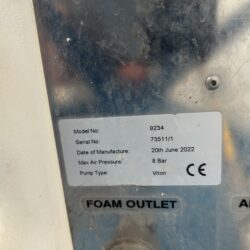 Model No: 9234
Serial No: 73511/1
Date of Manufacture: 20th June 2022
Max Air Pressure: 8 Bar
Pump Type: Viton
CE
FOAM OUTLET
A